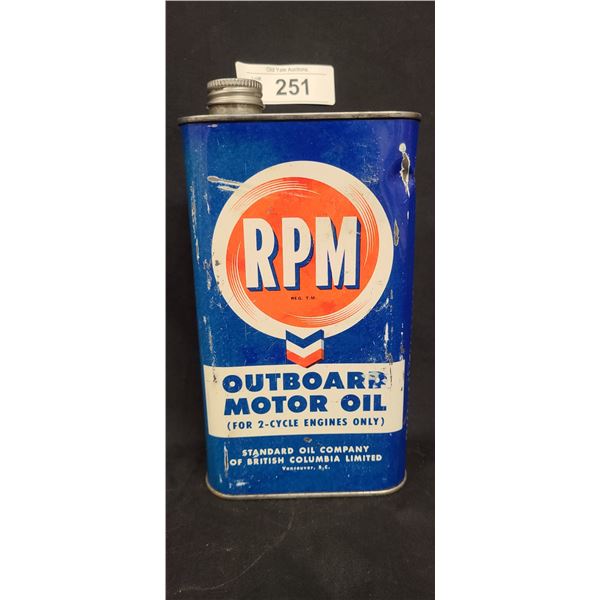 Old Yale Auctions
251
RPM
REG. T.M.
OUTBOARD
MOTOR OIL
(FOR 2-CYCLE ENGINES ONLY)
STANDARD OIL COMPANY
OF BRITISH COLUMBIA LIMITED
Vancouver, B.C.